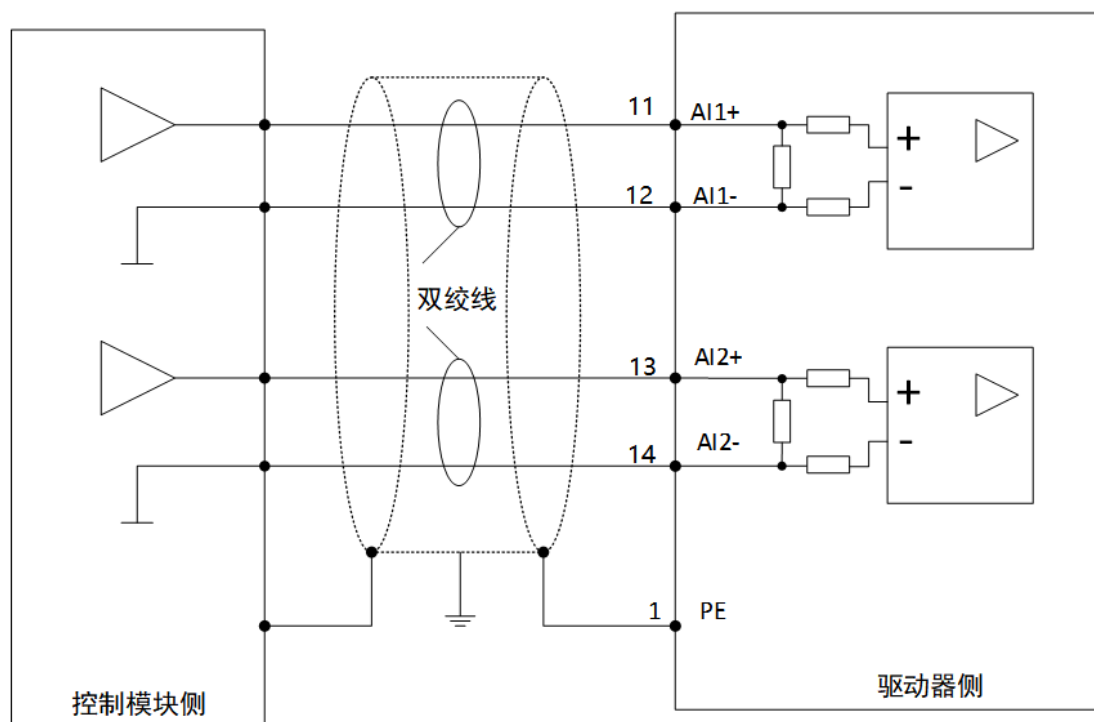 11 AI1+
+
-
12 AI1-
双绞线
13 AI2+
+
-
14 AI2-
1 PE
控制模块侧
驱动器侧